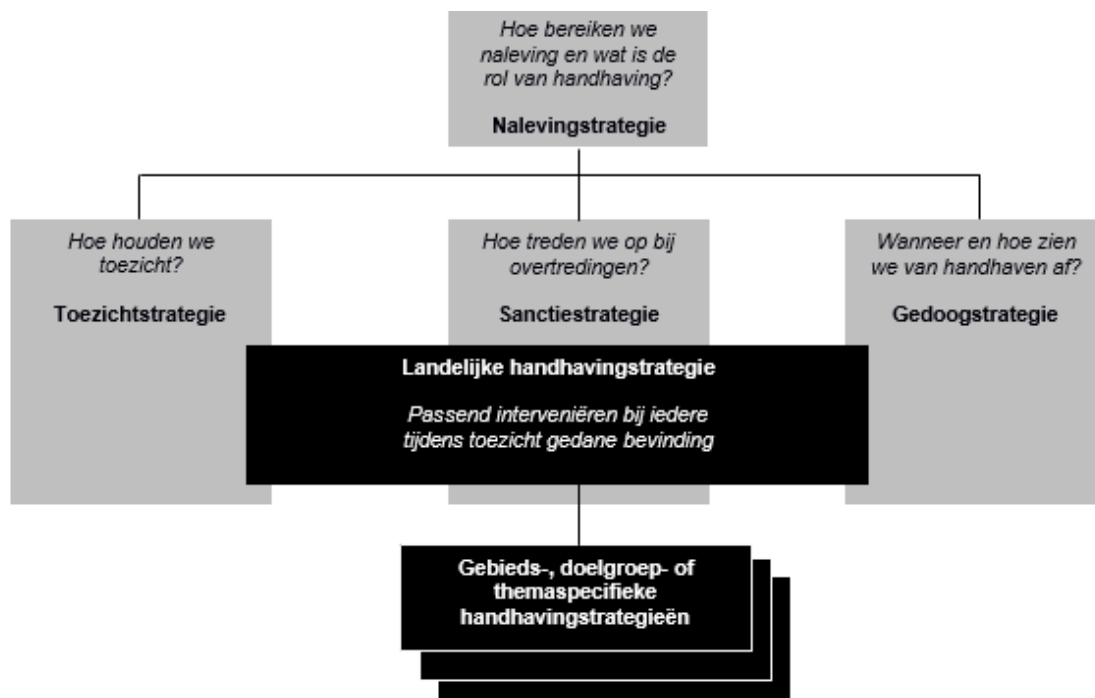 Hoe bereiken we
naleving en wat is de
rol van handhaving?
Nalevingstrategie
Hoe houden we
toezicht?
Toezichtstrategie
Hoe treden we op bij
overtredingen?
Sanctiestrategie
Wanneer en hoe zien
we van handhaven af?
Gedoogstrategie
Landelijke handhavingstrategie
Passend interveniëren bij iedere
tijdens toezicht gedane bevinding
Gebieds-, doelgroep- of
themaspecifieke
handhavingstrategieën